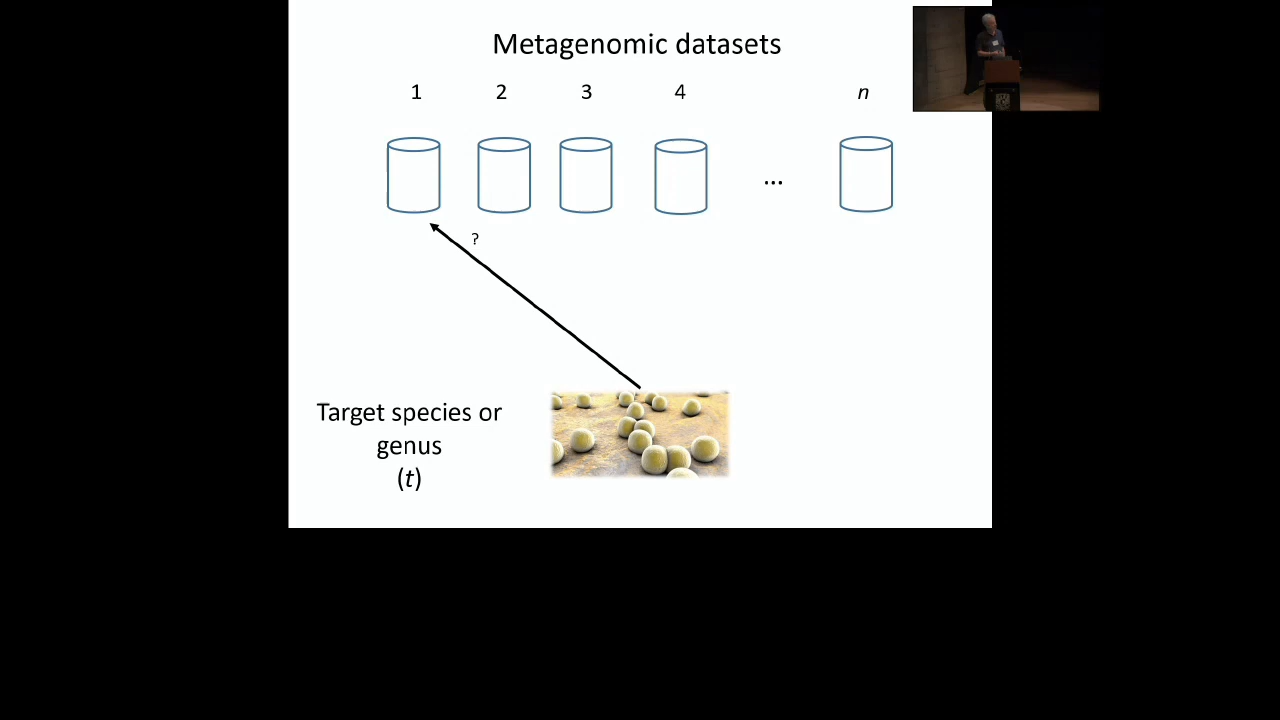 Metagenomic datasets
1 2 3 4 n
...
?
Target species or
genus
(t)